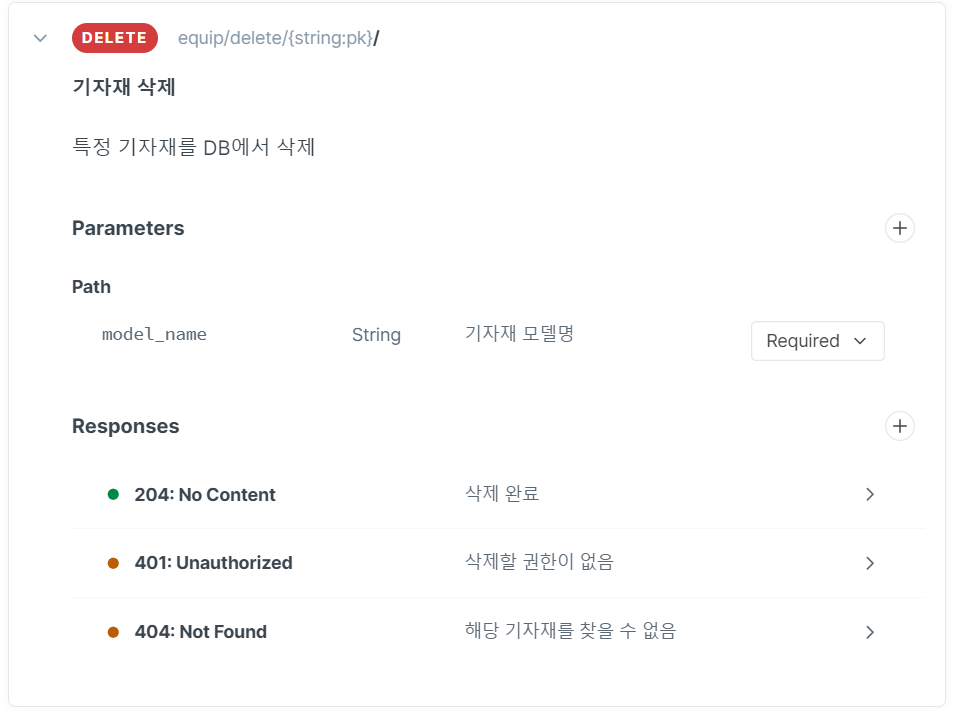 DELETE equip/delete/{string:pk}/
기자재 삭제
특정 기자재를 DB에서 삭제
Parameters
Path
model_name String 기자재 모델명 Required
Responses
204: No Content 삭제 완료
401: Unauthorized 삭제할 권한이 없음
404: Not Found 해당 기자재를 찾을 수 없음